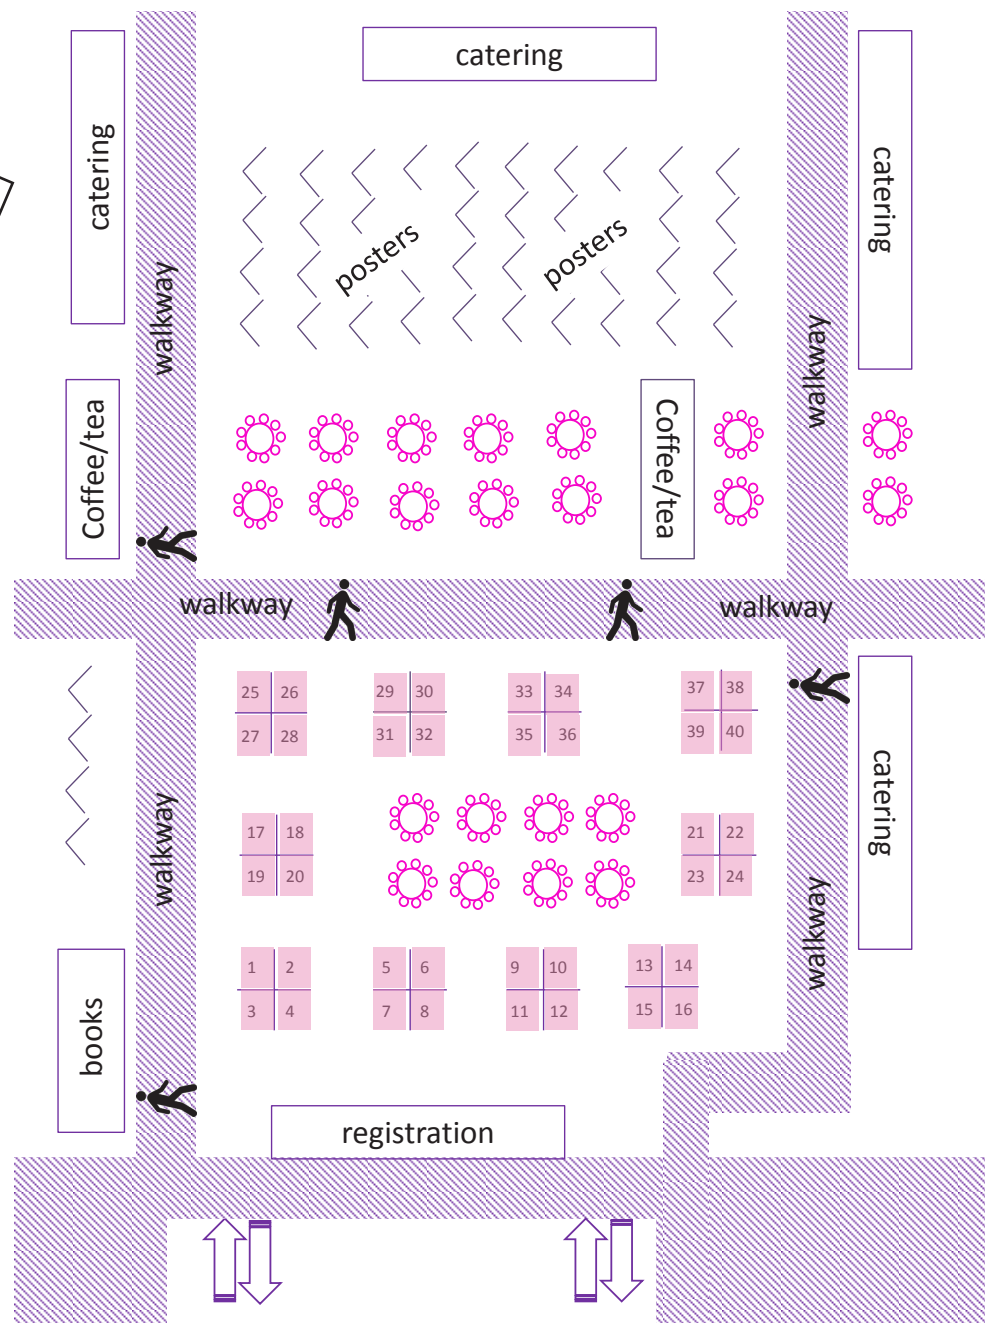 catering
catering
catering
posters
posters
walkway
walkway
Coffee/tea
Coffee/tea
walkway
walkway
25 26
27 28
29 30
31 32
33 34
35 36
37 38
39 40
catering
walkway
17 18
19 20
21 22
23 24
walkway
1 2
3 4
5 6
7 8
9 10
11 12
13 14
15 16
books
registration